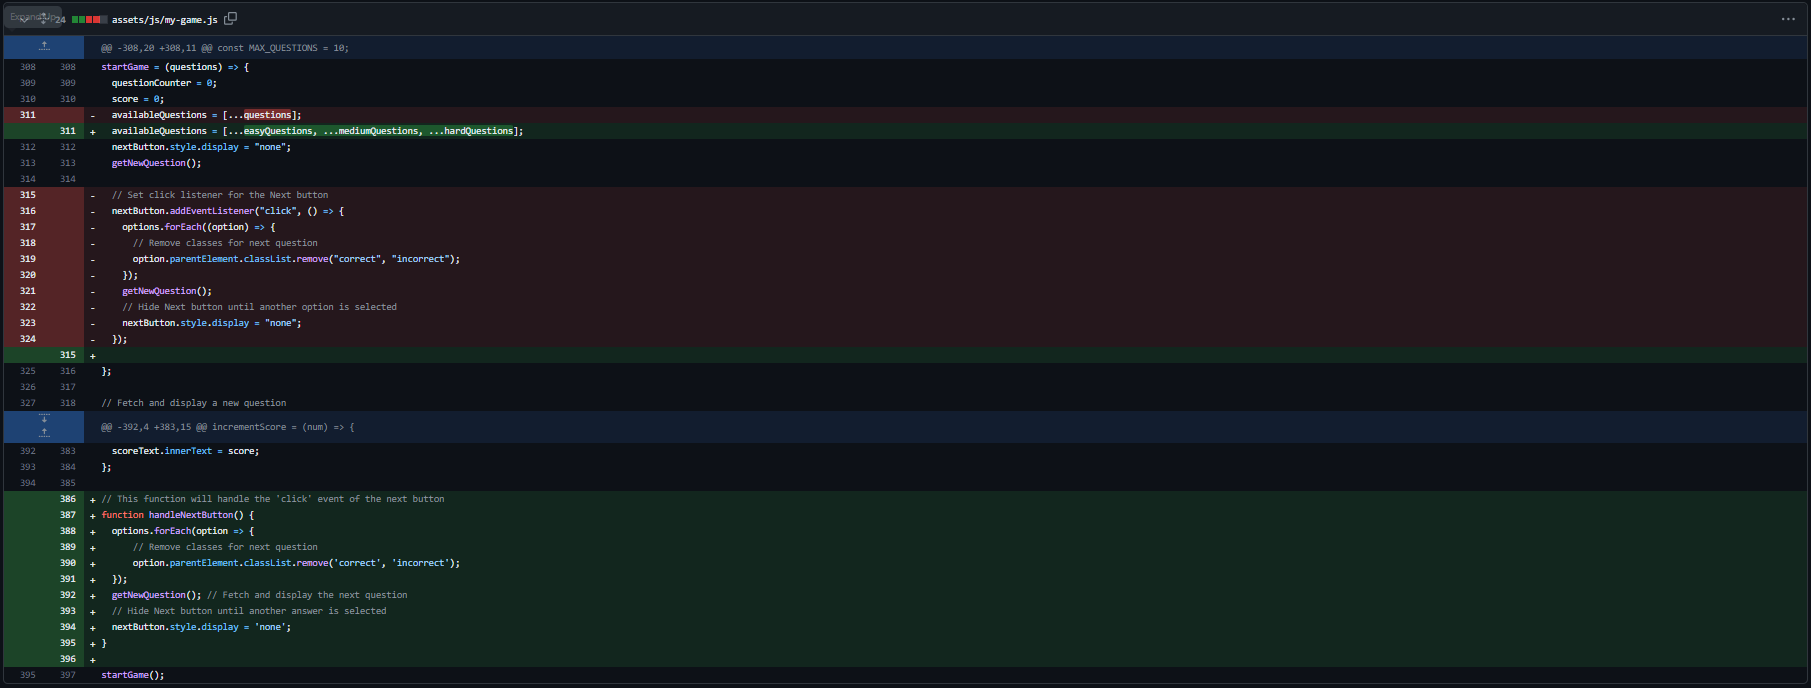 Expand Up 24 assets/js/my-game.js
@@ -308,20 +308,11 @@ const MAX_QUESTIONS = 10;
308 308 startGame = (questions) => {
309 309 questionCounter = 0;
310 310 score = 0;
311 - availableQuestions = [...questions];
311 + availableQuestions = [...easyQuestions, ...mediumQuestions, ...hardQuestions];
312 312 nextButton.style.display = "none";
313 313 getNewQuestion();
314 314
315 - // Set click listener for the Next button
316 - nextButton.addEventListener("click", () => {
317 - options.forEach((option) => {
318 - // Remove classes for next question
319 - option.parentElement.classList.remove("correct", "incorrect");
320 - });
321 - getNewQuestion();
322 - // Hide Next button until another option is selected
323 - nextButton.style.display = "none";
324 - });
315 +
325 316 };
326 317
327 318 // Fetch and display a new question
@@ -392,4 +383,15 @@ incrementScore = (num) => {
392 383 scoreText.innerText = score;
393 384 };
394 385
386 + // This function will handle the 'click' event of the next button
387 + function handleNextButton() {
388 + options.forEach(option => {
389 + // Remove classes for next question
390 + option.parentElement.classList.remove('correct', 'incorrect');
391 + });
392 + getNewQuestion(); // Fetch and display the next question
393 + // Hide Next button until another answer is selected
394 + nextButton.style.display = 'none';
395 + }
396 +
395 397 startGame();